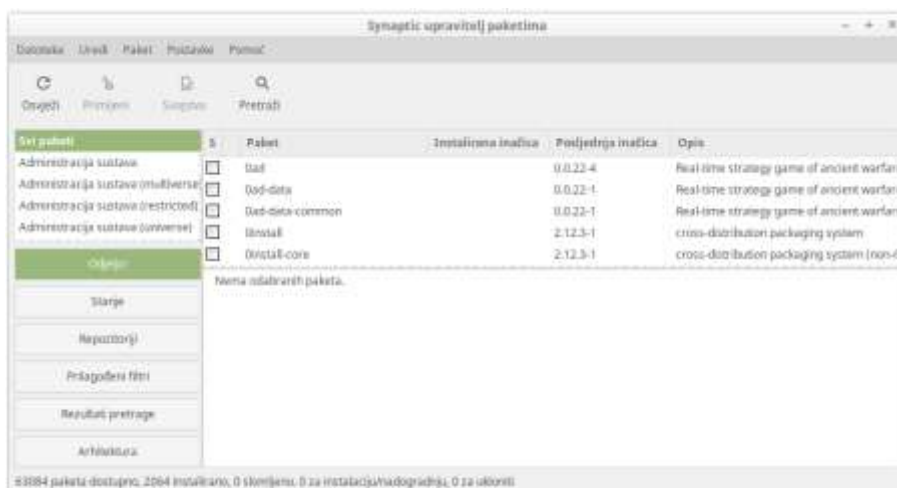 Synaptic upravitelj paketima
Datoteka Uredi Paket Postavke Pomoć
Osvježi Primijeni Svojstva Pretraži
Svi paketi
S Paket Instalirana inačica Posljednja inačica Opis
Administracija sustava
Administracija sustava (multiverse
Administracija sustava (restricted)
Administracija sustava (universe)
0ad 0.0.22-4 Real-time strategy game of ancient warfar
0ad-data 0.0.22-1 Real-time strategy game of ancient warfar
0ad-data-common 0.0.22-1 Real-time strategy game of ancient warfar
0install 2.12.3-1 cross-distribution packaging system
0install-core 2.12.3-1 cross-distribution packaging system
Nema odabranih paketa.
Odjeljci
Stanje
Repozitoriji
Prilagođeni filtri
Rezultati pretrage
Arhitektura
63084 paketa dostupno, 2064 instalirano, 0 slomljeno, 0 za instalaciju/nadogradnju, 0 za ukloniti